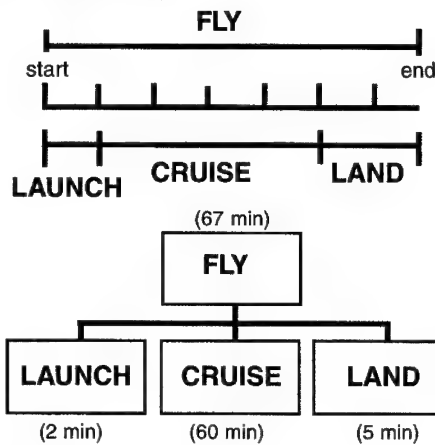 FLY
start end
LAUNCH CRUISE LAND
(67 min)
FLY
LAUNCH CRUISE LAND
(2 min) (60 min) (5 min)